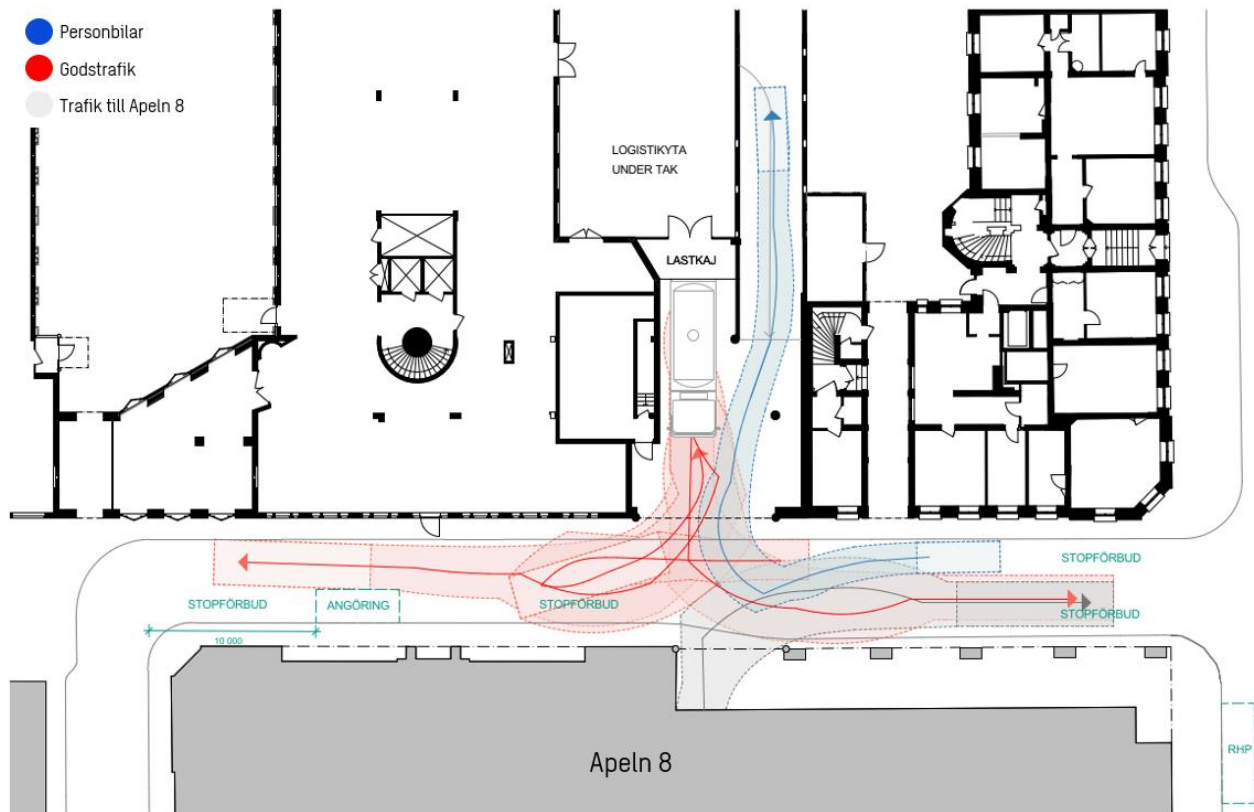 Personbilar
Godstrafik
Trafik till Apeln 8
LOGISTIKYTA
UNDER TAK
LASTKAJ
STOPFÖRBUD
STOPFÖRBUD
ANGÖRING
STOPFÖRBUD
STOPFÖRBUD
10 000
RHP
Apeln 8